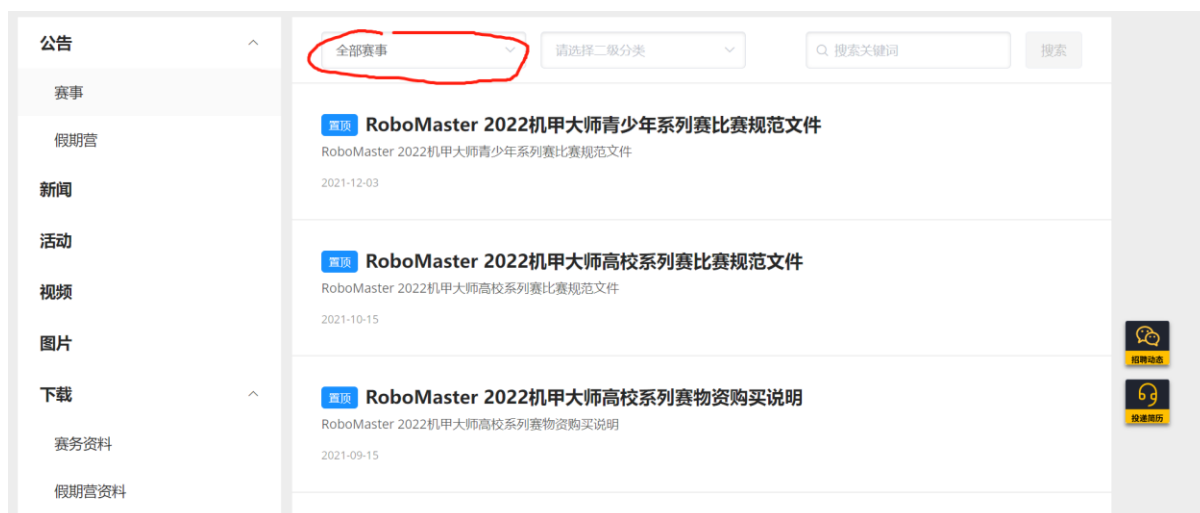 公告
赛事
假期营
新闻
活动
视频
图片
下载
赛务资料
假期营资料
全部赛事
请选择二级分类
搜索关键词
搜索
置顶 RoboMaster 2022机甲大师青少年系列赛比赛规范文件
RoboMaster 2022机甲大师青少年系列赛比赛规范文件
2021-12-03
置顶 RoboMaster 2022机甲大师高校系列赛比赛规范文件
RoboMaster 2022机甲大师高校系列赛比赛规范文件
2021-10-15
置顶 RoboMaster 2022机甲大师高校系列赛物资购买说明
RoboMaster 2022机甲大师高校系列赛物资购买说明
2021-09-15
招聘动态
投递简历